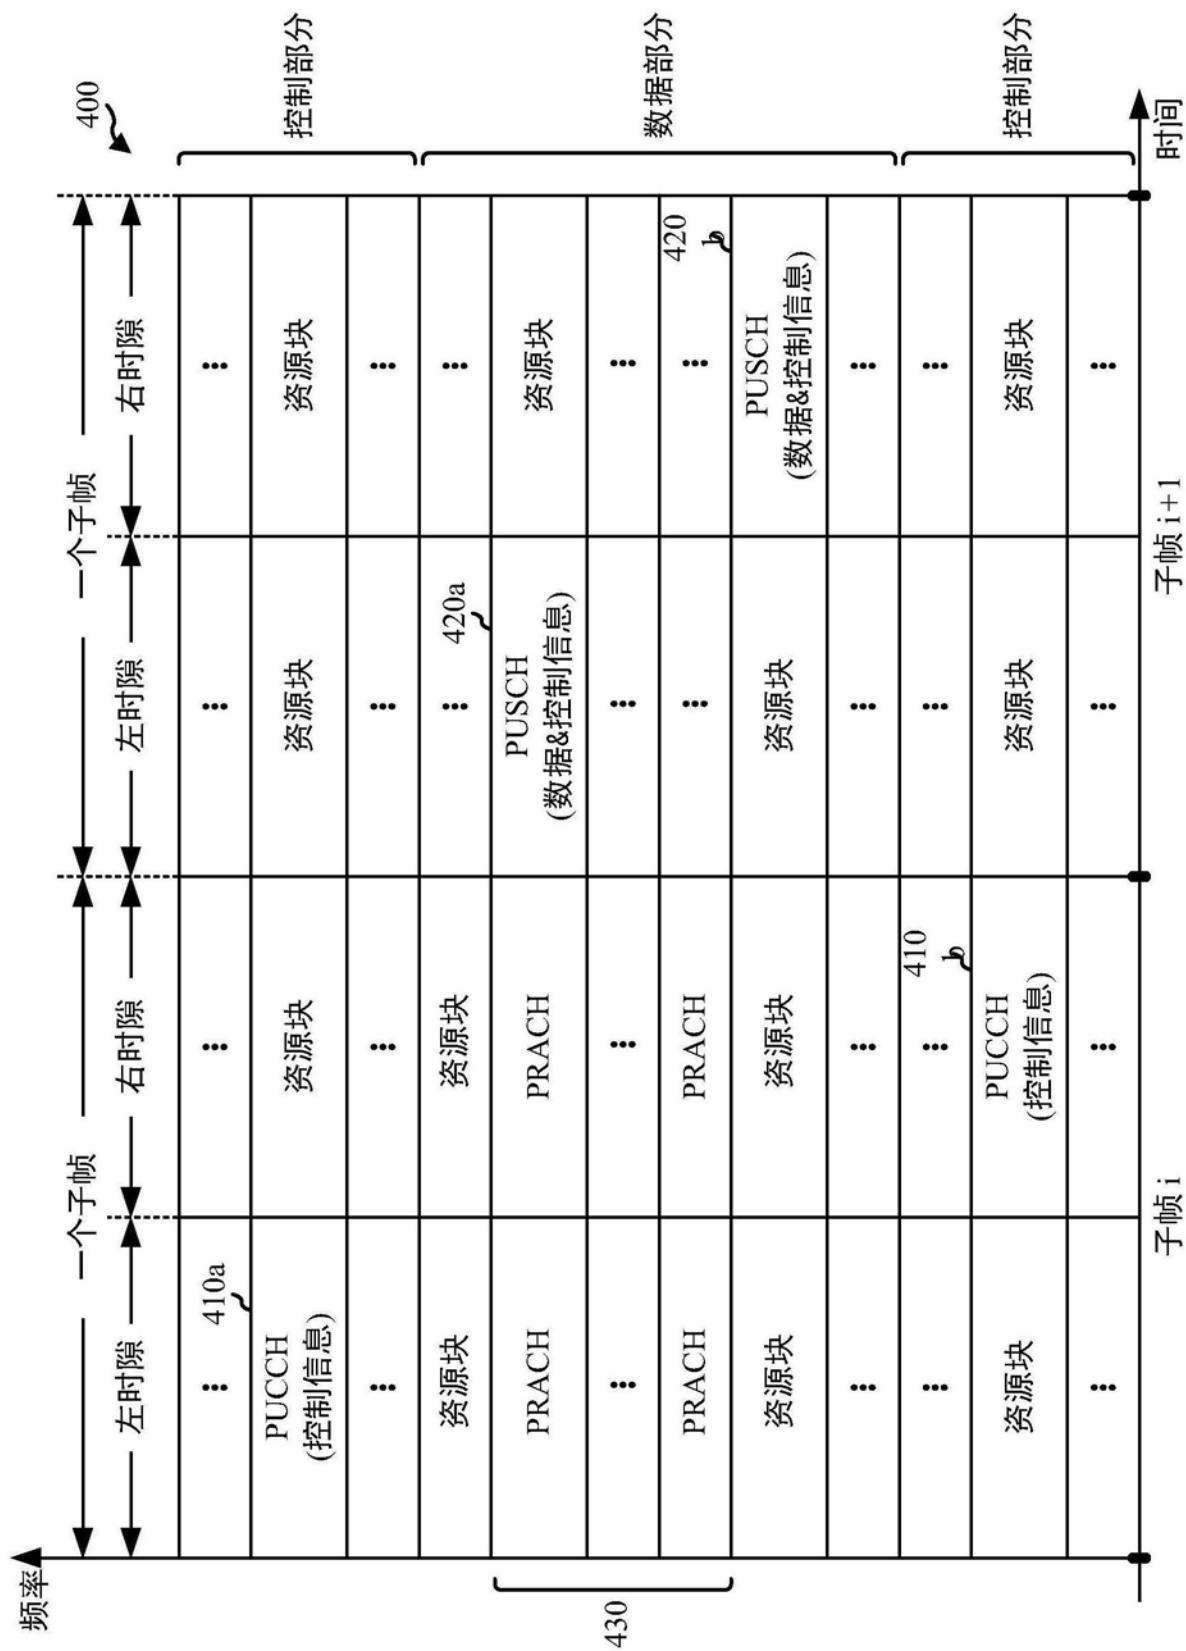 400
频率
一个子帧
一个子帧
左时隙
右时隙
左时隙
右时隙
410a
PUCCH
(控制信息)
资源块
资源块
资源块
控制部分
资源块
资源块
420a
PRACH
PRACH
PUSCH
(数据&控制信息)
资源块
430
PRACH
PRACH
420
b
资源块
资源块
资源块
PUSCH
(数据&控制信息)
数据部分
410
b
资源块
PUCCH
(控制信息)
资源块
资源块
控制部分
子帧 i
子帧 i+1
时间